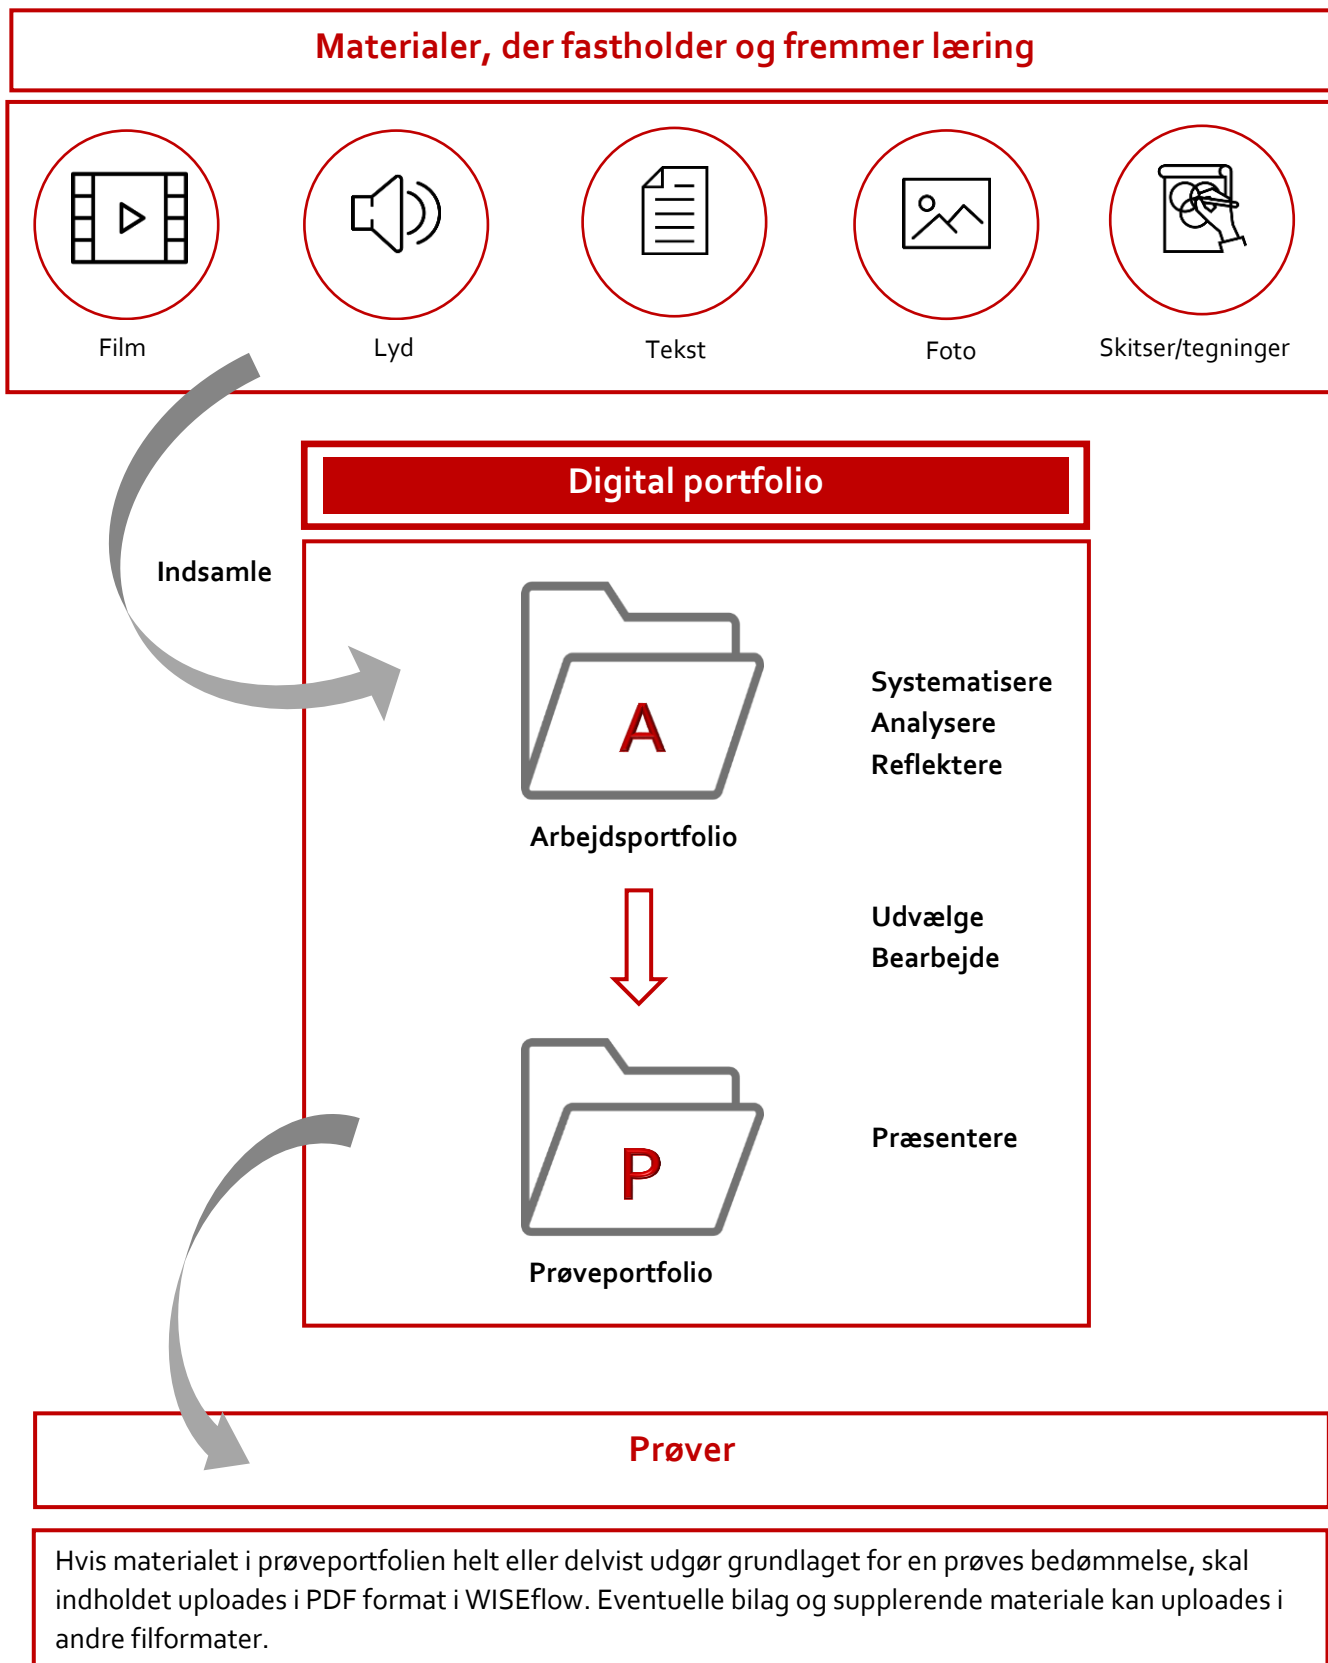 Materialer, der fastholder og fremmer læring
Film
Lyd
Tekst
Foto
Skitser/tegninger
Digital portfolio
Indsamle
A
Systematisere
Analysere
Reflektere
Arbejdsportfolio
Udvælge
Bearbejde
P
Præsentere
Prøveportfolio
Prøver
Hvis materialet i prøveportfolien helt eller delvist udgør grundlaget for en prøves bedømmelse, skal
indholdet uploades i PDF format i WISEflow. Eventuelle bilag og supplerende materiale kan uploades i
andre filformater.